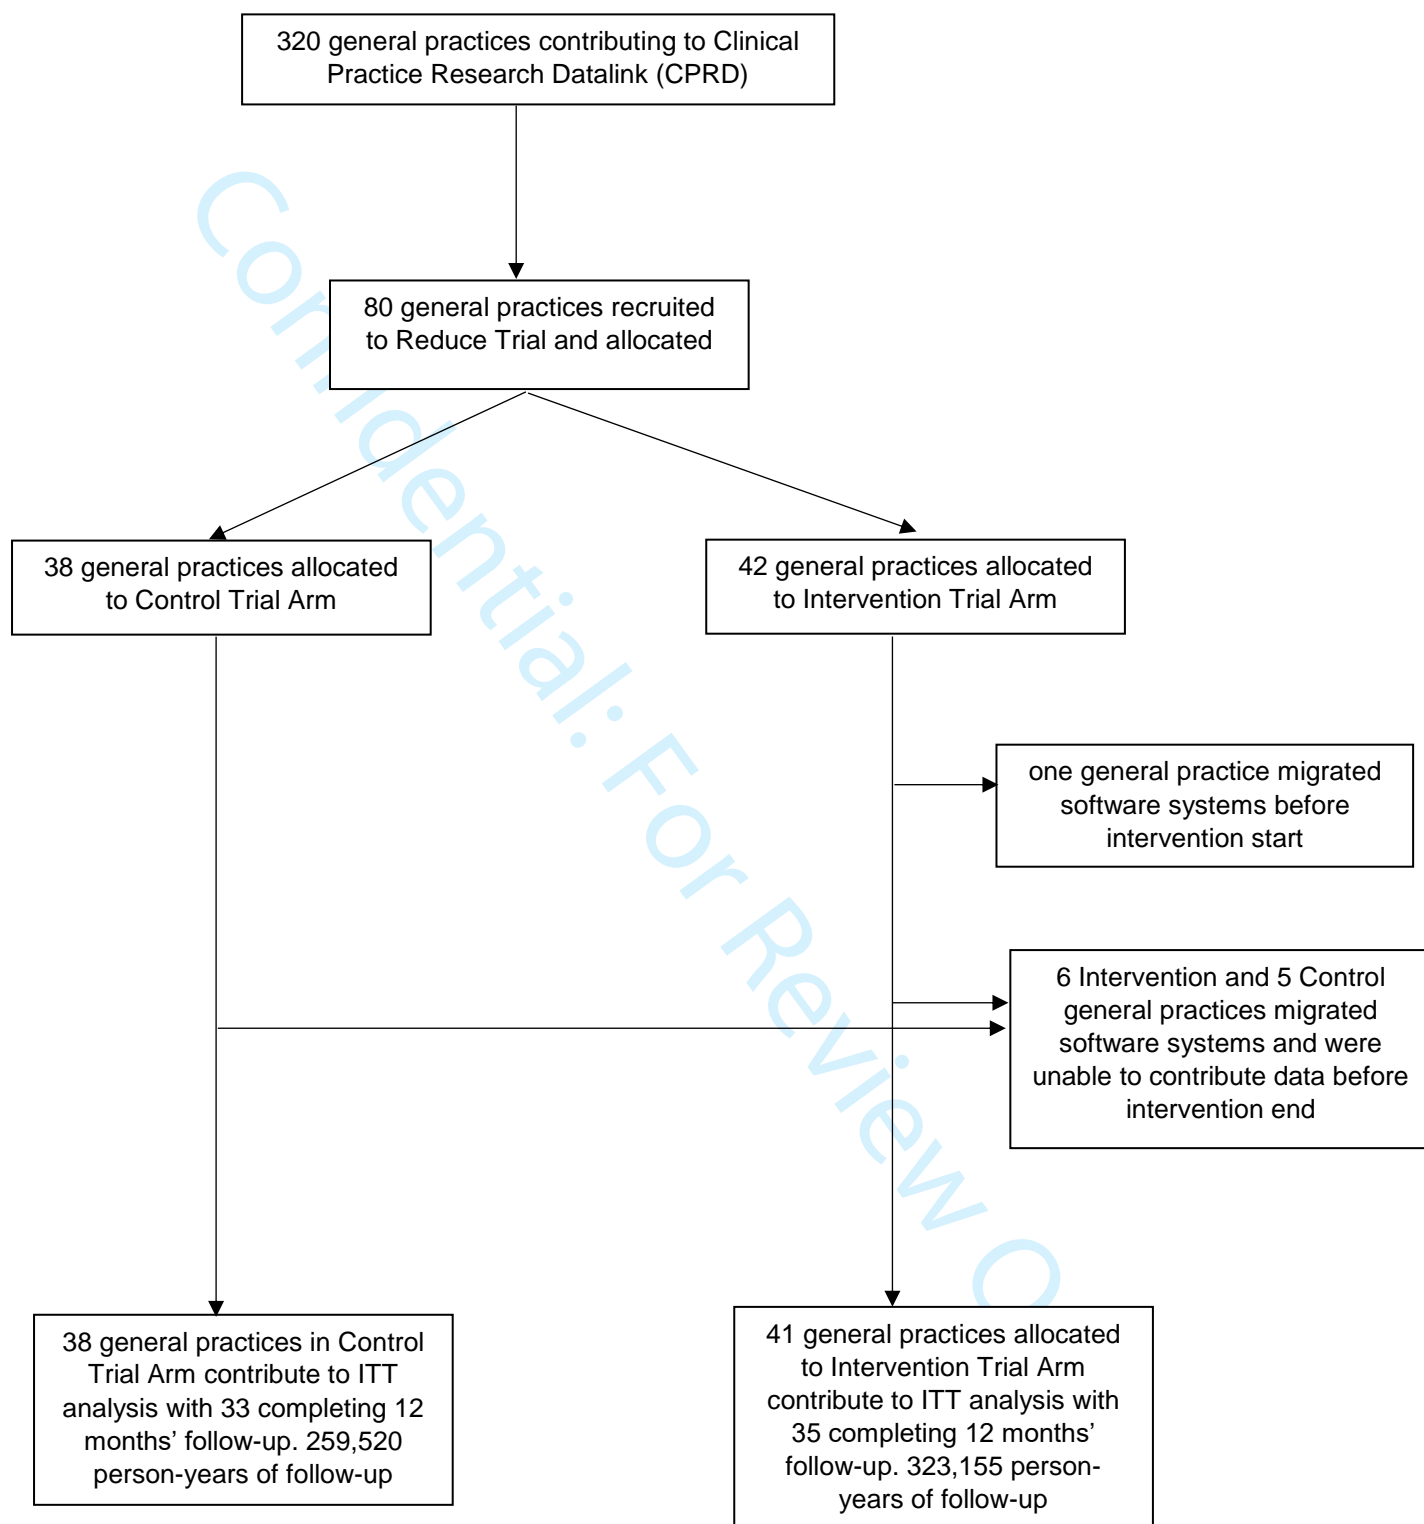 320 general practices contributing to Clinical
Practice Research Datalink (CPRD)
80 general practices recruited
to Reduce Trial and allocated
38 general practices allocated
to Control Trial Arm
42 general practices allocated
to Intervention Trial Arm
one general practice migrated
software systems before
intervention start
6 Intervention and 5 Control
general practices migrated
software systems and were
unable to contribute data before
intervention end
38 general practices in Control
Trial Arm contribute to ITT
analysis with 33 completing 12
months’ follow-up. 259,520
person-years of follow-up
41 general practices allocated
to Intervention Trial Arm
contribute to ITT analysis with
35 completing 12 months’
follow-up. 323,155 person-
years of follow-up
Confidential: For Review O